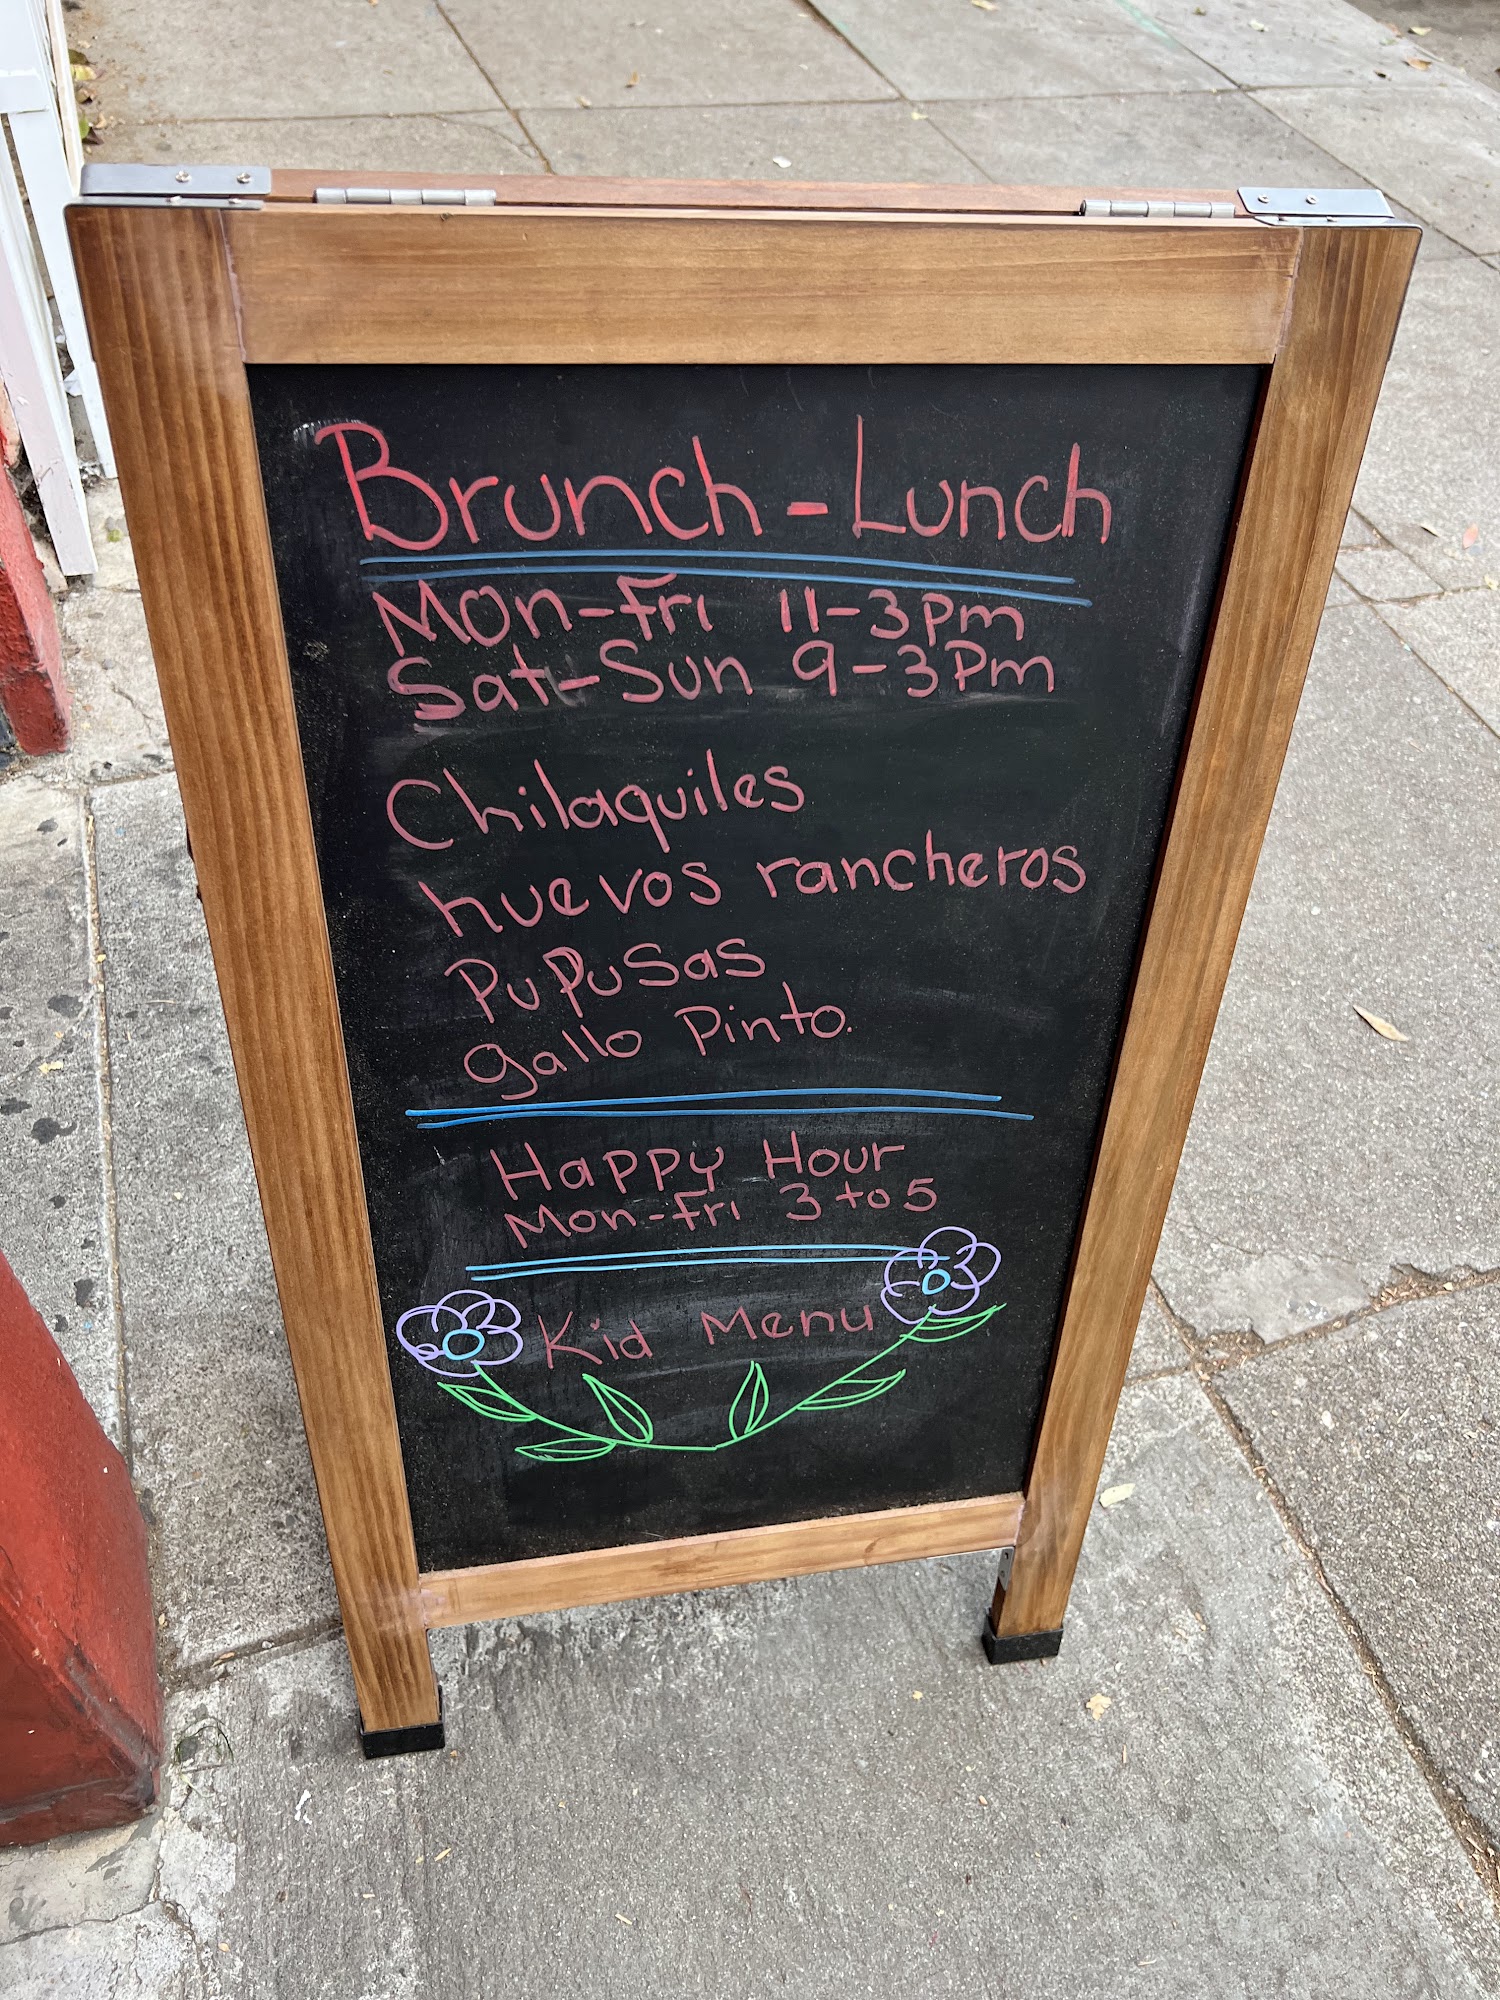 Brunch - Lunch
Mon-Fri 11-3pm
Sat-Sun 9-3Pm
Chilaquiles
huevos rancheros
PuPuSas
gallo Pinto.
Happy Hour
Mon-Fri 3 to 5
Kid Menu